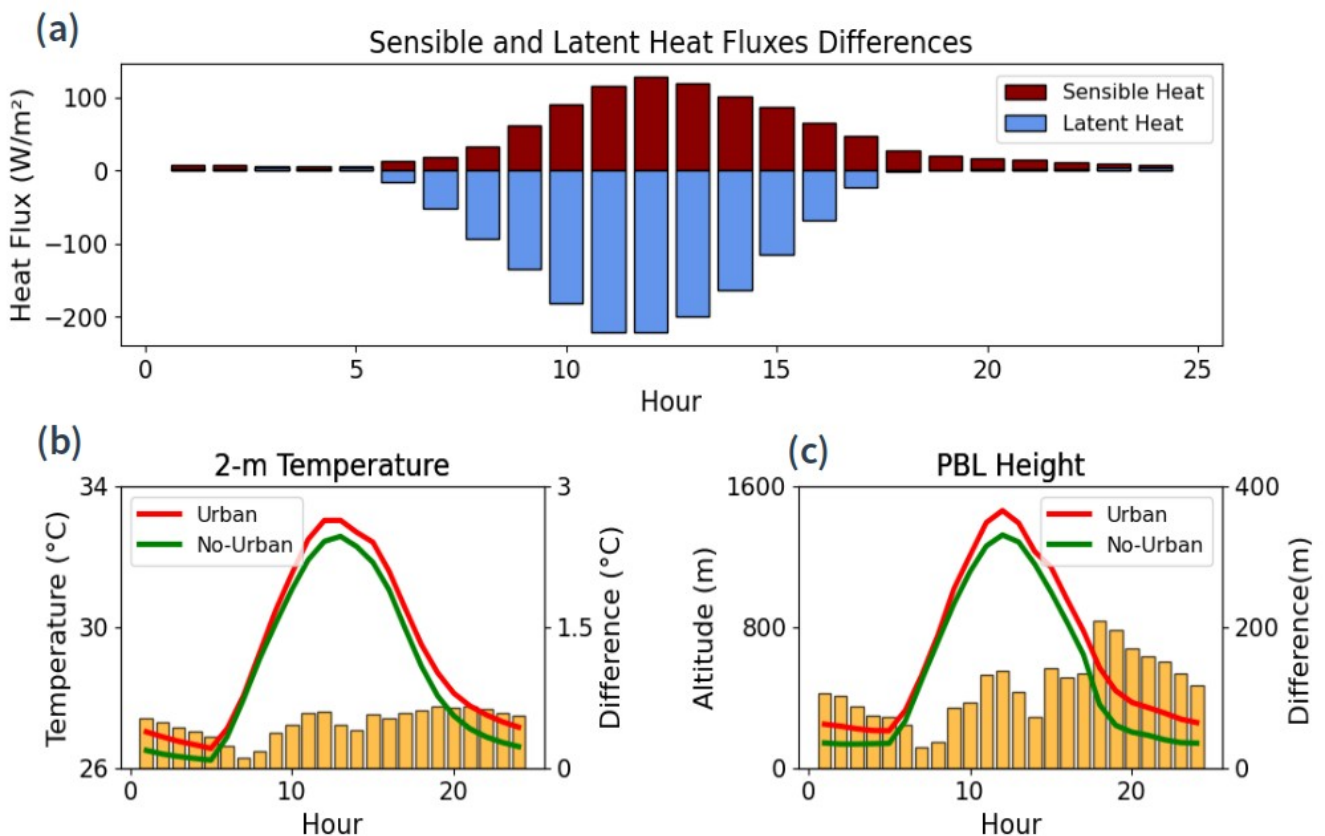 (a)
Sensible and Latent Heat Fluxes Differences
Heat Flux (W/m²)
100
0
−100
−200
Sensible Heat
Latent Heat
0 5 10 15 20 25
Hour
(b)
2-m Temperature
Temperature (°C)
34
30
26
Urban
No-Urban
3
1.5
0
Difference (°C)
0 10 20
Hour
(c)
PBL Height
Altitude (m)
1600
800
0
Urban
No-Urban
400
200
0
Difference(m)
0 10 20
Hour